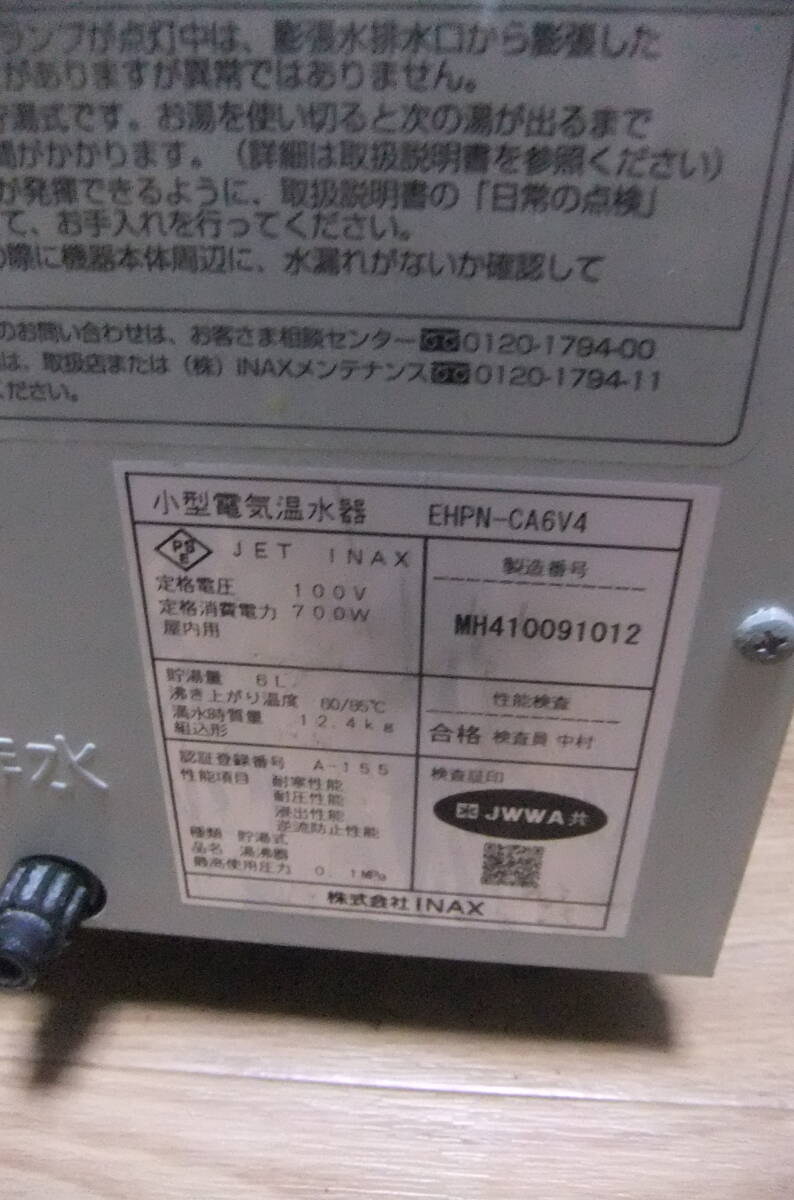 ランプが点灯中は、膨張水排水口から膨張した
がありますが異常ではありません。
湯式です。お湯を使い切ると次の湯が出るまで
間がかかります。（詳細は取扱説明書を参照ください）
が発揮できるように、取扱説明書の「日常の点検」
て、お手入れを行ってください。
の際に機器本体周辺に、水漏れがないか確認して
のお問い合わせは、お客さま相談センター 0120-1794-00
は、取扱店または（株）INAXメンテナンス 0120-1794-11
ください。
小型電気温水器 EHPN-CA6V4
PSE JET INAX
定格電圧 100V
定格消費電力 700W
屋内用
製造番号
MH410091012
貯湯量 6L
沸き上がり温度 60/85℃
満水時質量 12.4kg
組込形
性能検査
合格 検査員 中村
認証登録番号 A-155
性能項目 耐寒性能
耐圧性能
浸出性能
逆流防止性能
種類 貯湯式
品名 湯沸器
最高使用圧力 0.1MPa
検査証印
JWWA共
株式会社INAX
水